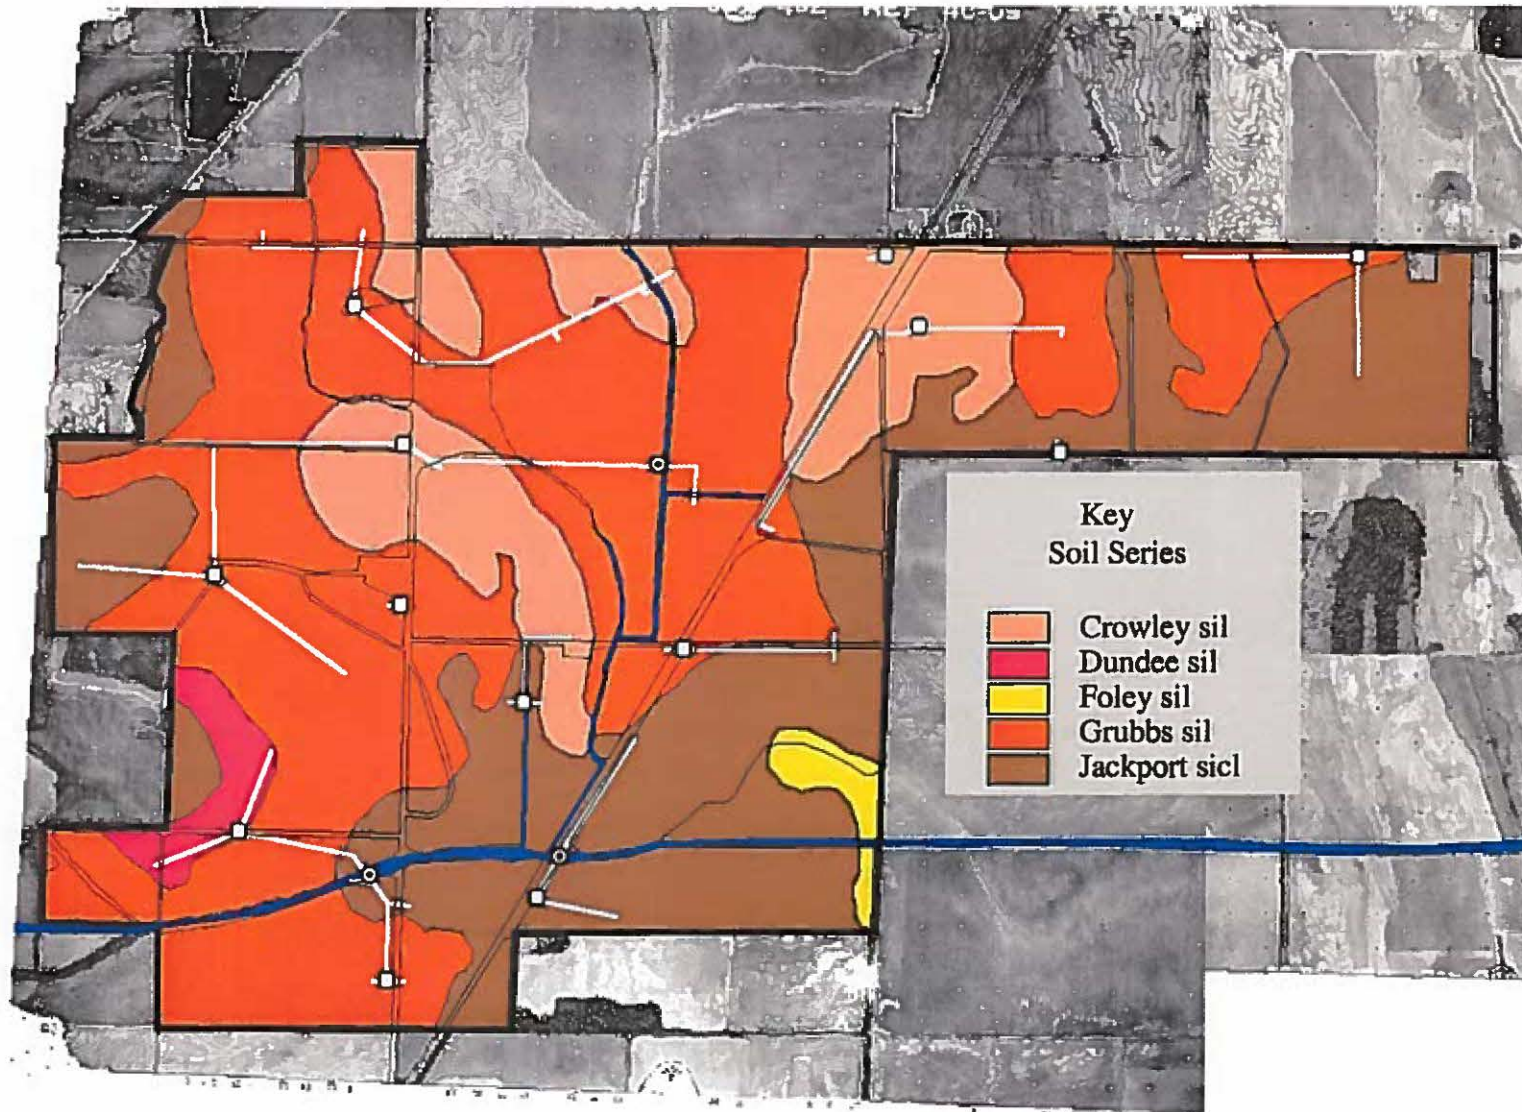 Key
Soil Series
Crowley sil
Dundee sil
Foley sil
Grubbs sil
Jackport sicl